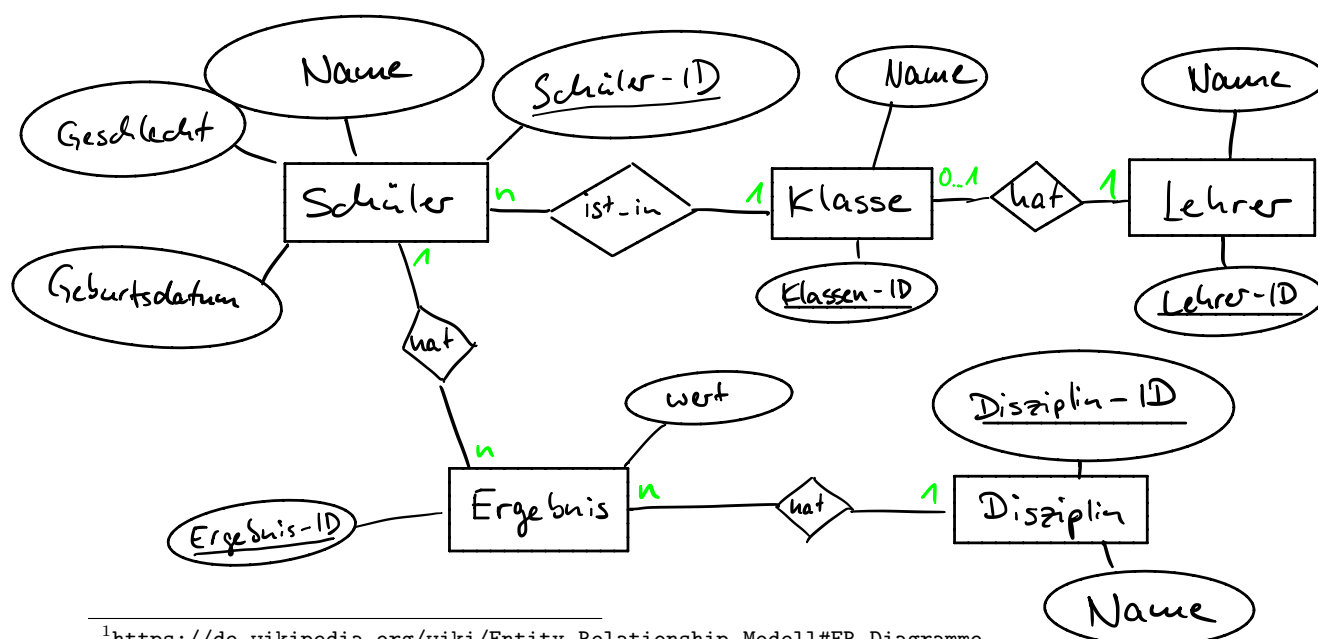 Name
Schüler-ID
Name
Name
Geschlecht
Schüler
n
ist-in
1
Klasse
0..1
hat
1
Lehrer
1
Geburtsdatum
Klassen-ID
Lehrer-ID
hat
wert
Disziplin-ID
n
Ergebnis
n
hat
1
Disziplin
Ergebnis-ID
Name
1https://de.wikipedia.org/wiki/Entity-Relationship-Modell#ER-Diagramme